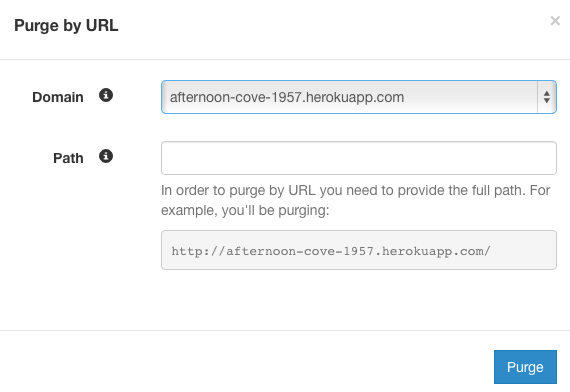 Purge by URL
×
Domain
afternoon-cove-1957.herokuapp.com
Path
In order to purge by URL you need to provide the full path. For
example, you'll be purging:
http://afternoon-cove-1957.herokuapp.com/
Purge